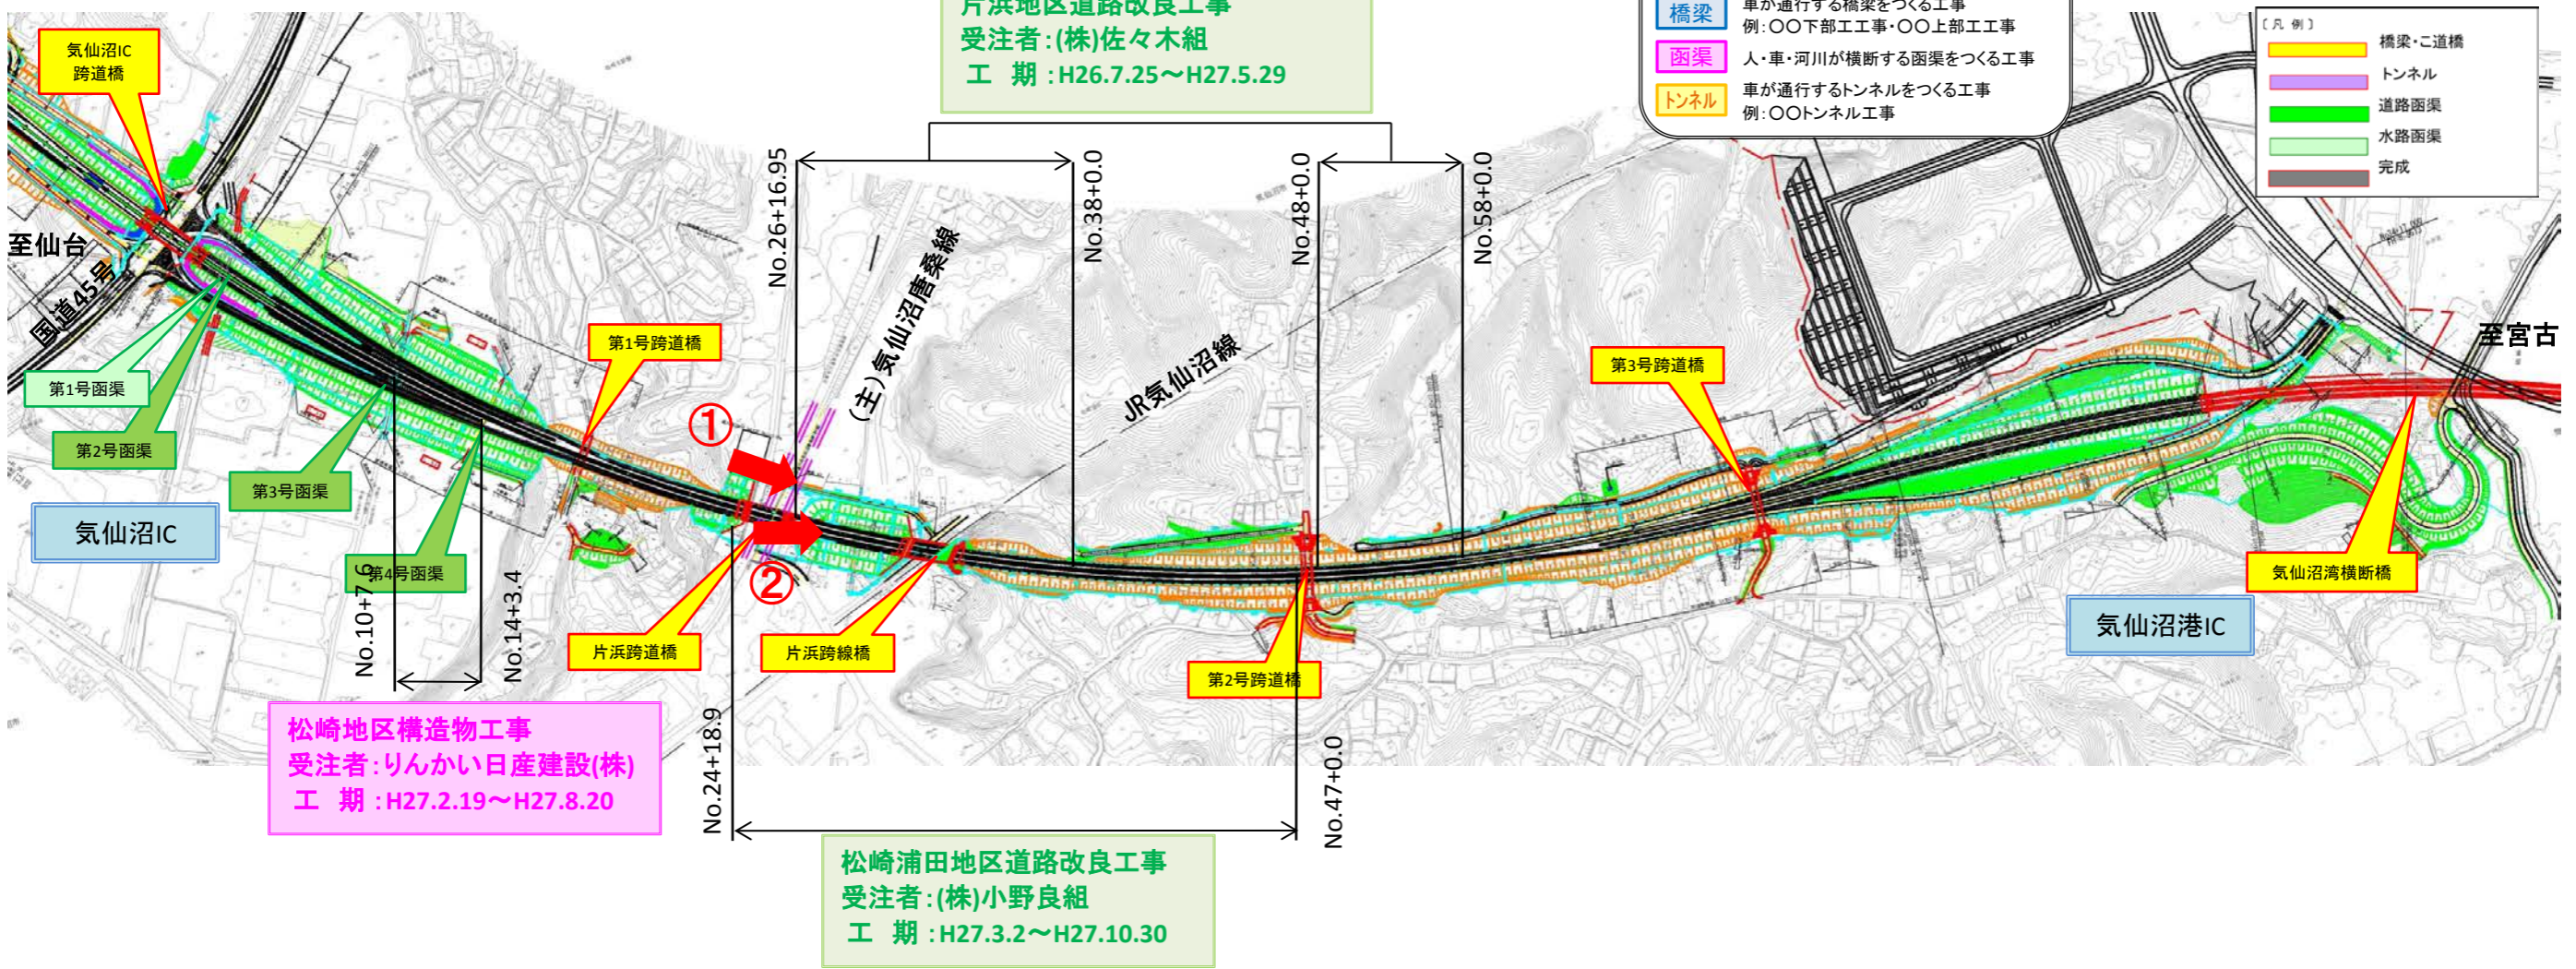 片浜地区道路改良工事
受注者:(株)佐々木組
工 期:H26.7.25～H27.5.29
橋梁
車が通行する橋梁をつくる工事
例:〇〇下部工工事・〇〇上部工工事
函渠
人・車・河川が横断する函渠をつくる工事
トンネル
車が通行するトンネルをつくる工事
例:〇〇トンネル工事
〔凡 例〕
橋梁・こ道橋
トンネル
道路函渠
水路函渠
完成
気仙沼IC
跨道橋
至仙台
国道45号
第1号函渠
第2号函渠
第3号函渠
第4号函渠
気仙沼IC
No.10+7.6
No.14+3.4
第1号跨道橋
①
②
No.26+16.95
(主)気仙沼唐桑線
No.38+0.0
JR気仙沼線
No.48+0.0
No.58+0.0
片浜跨道橋
片浜跨線橋
第2号跨道橋
第3号跨道橋
至宮古
気仙沼湾横断橋
気仙沼港IC
No.24+18.9
No.47+0.0
松崎地区構造物工事
受注者:りんかい日産建設(株)
工 期:H27.2.19～H27.8.20
松崎浦田地区道路改良工事
受注者:(株)小野良組
工 期:H27.3.2～H27.10.30